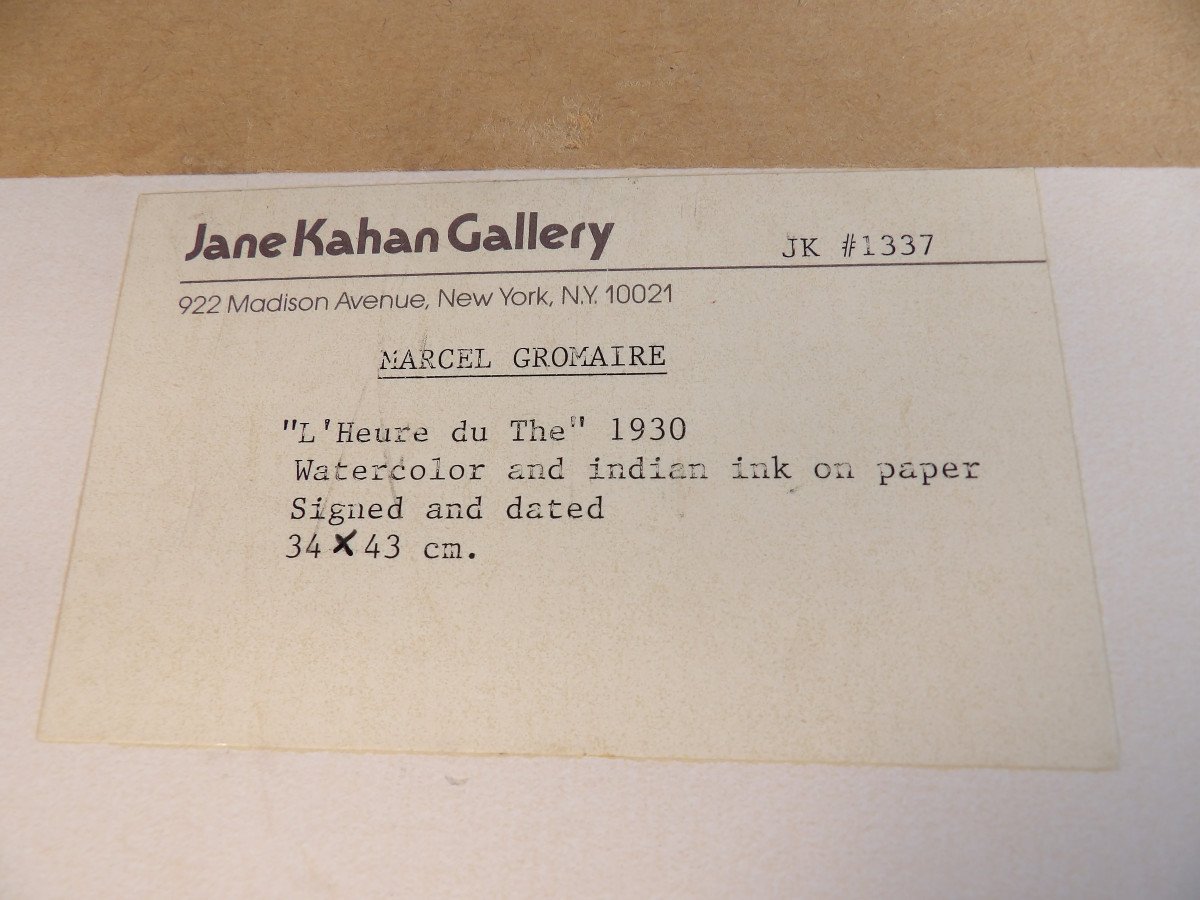 Jane Kahan Gallery JK #1337
922 Madison Avenue, New York, N.Y. 10021
MARCEL GROMAIRE
"L'Heure du The" 1930
Watercolor and indian ink on paper
Signed and dated
34 x 43 cm.